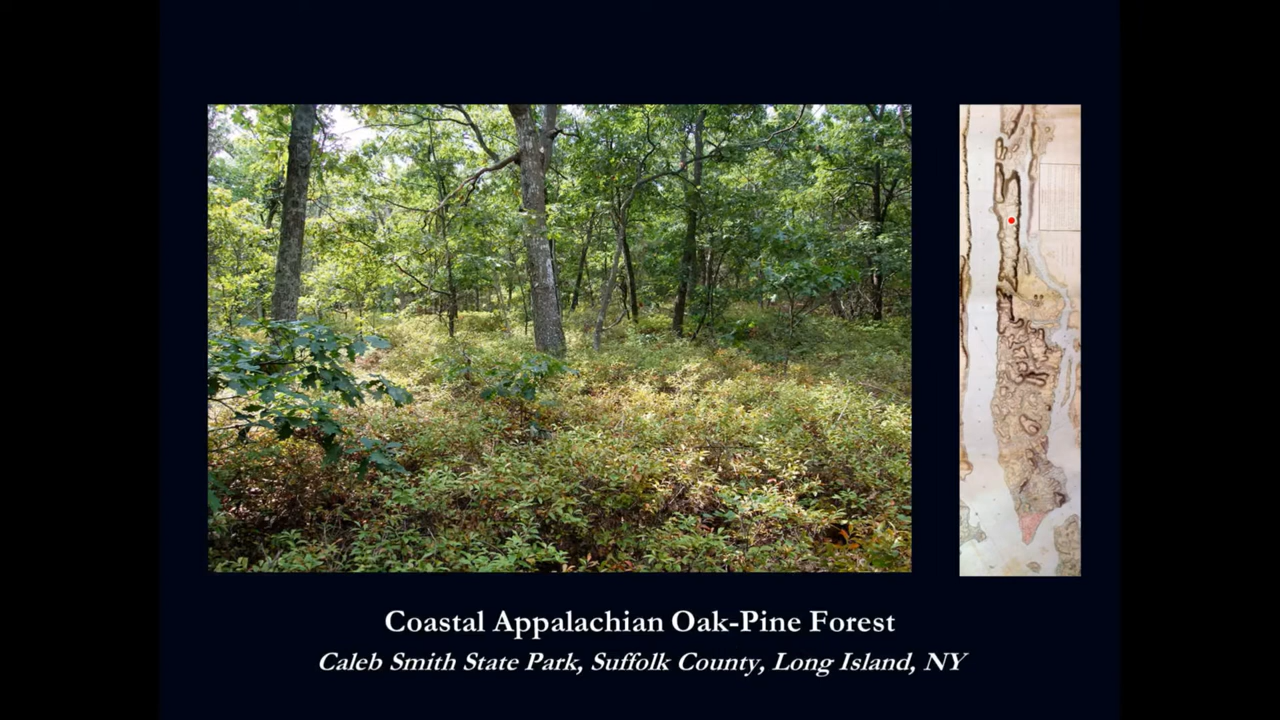 Coastal Appalachian Oak-Pine Forest
Caleb Smith State Park, Suffolk County, Long Island, NY